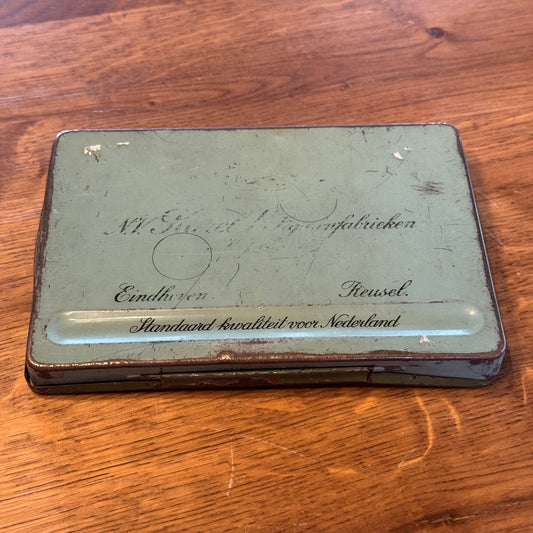 N.V. Sigarenfabrieken
Eindhoven. Reusel.
Standaard kwaliteit voor Nederland